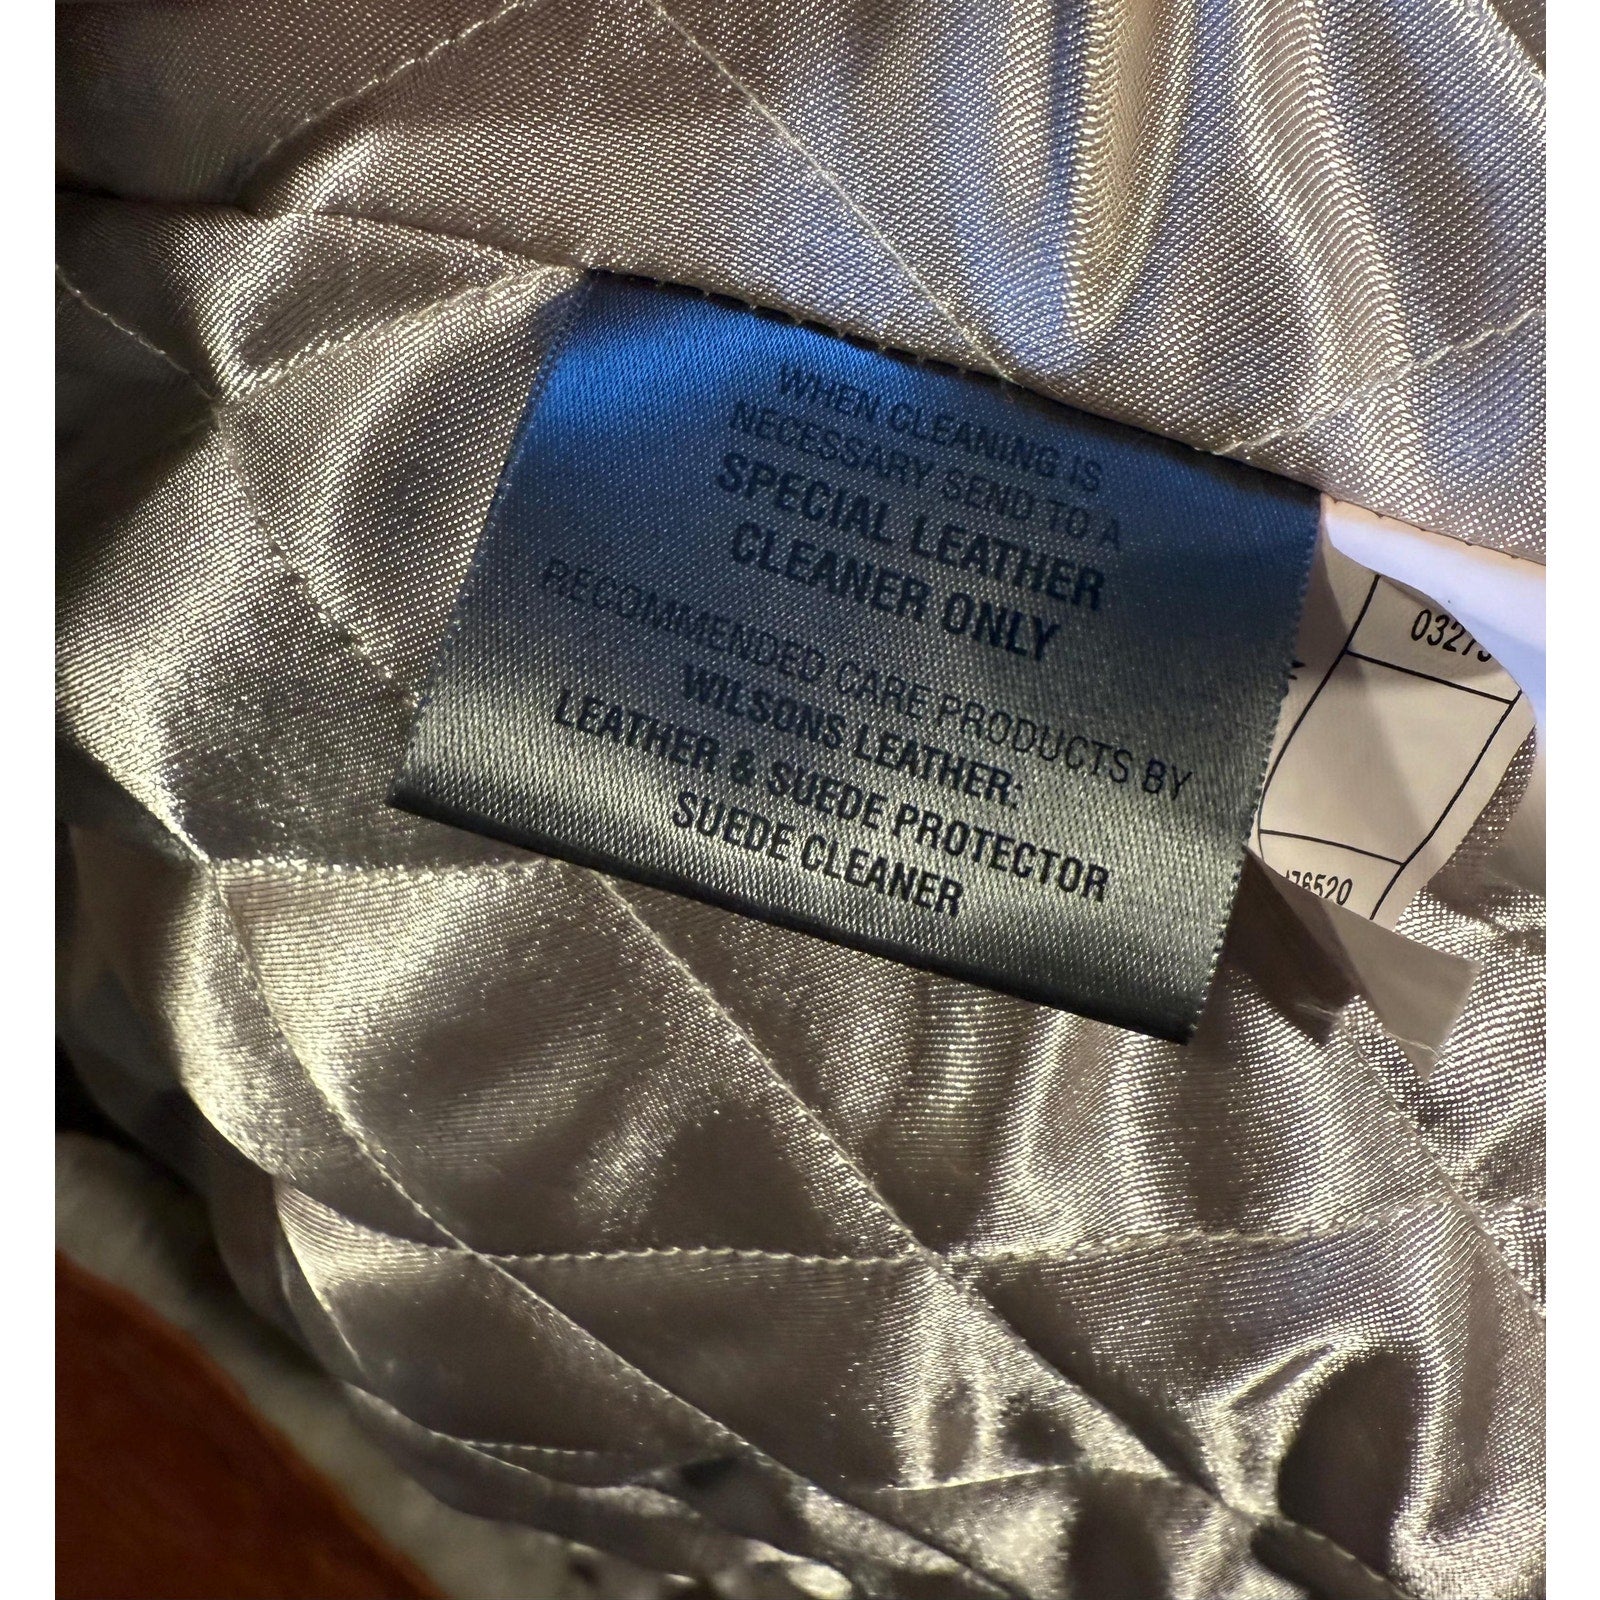 WHEN CLEANING IS
NECESSARY SEND TO A
SPECIAL LEATHER
CLEANER ONLY
RECOMMENDED CARE PRODUCTS BY
WILSONS LEATHER:
LEATHER & SUEDE PROTECTOR
SUEDE CLEANER